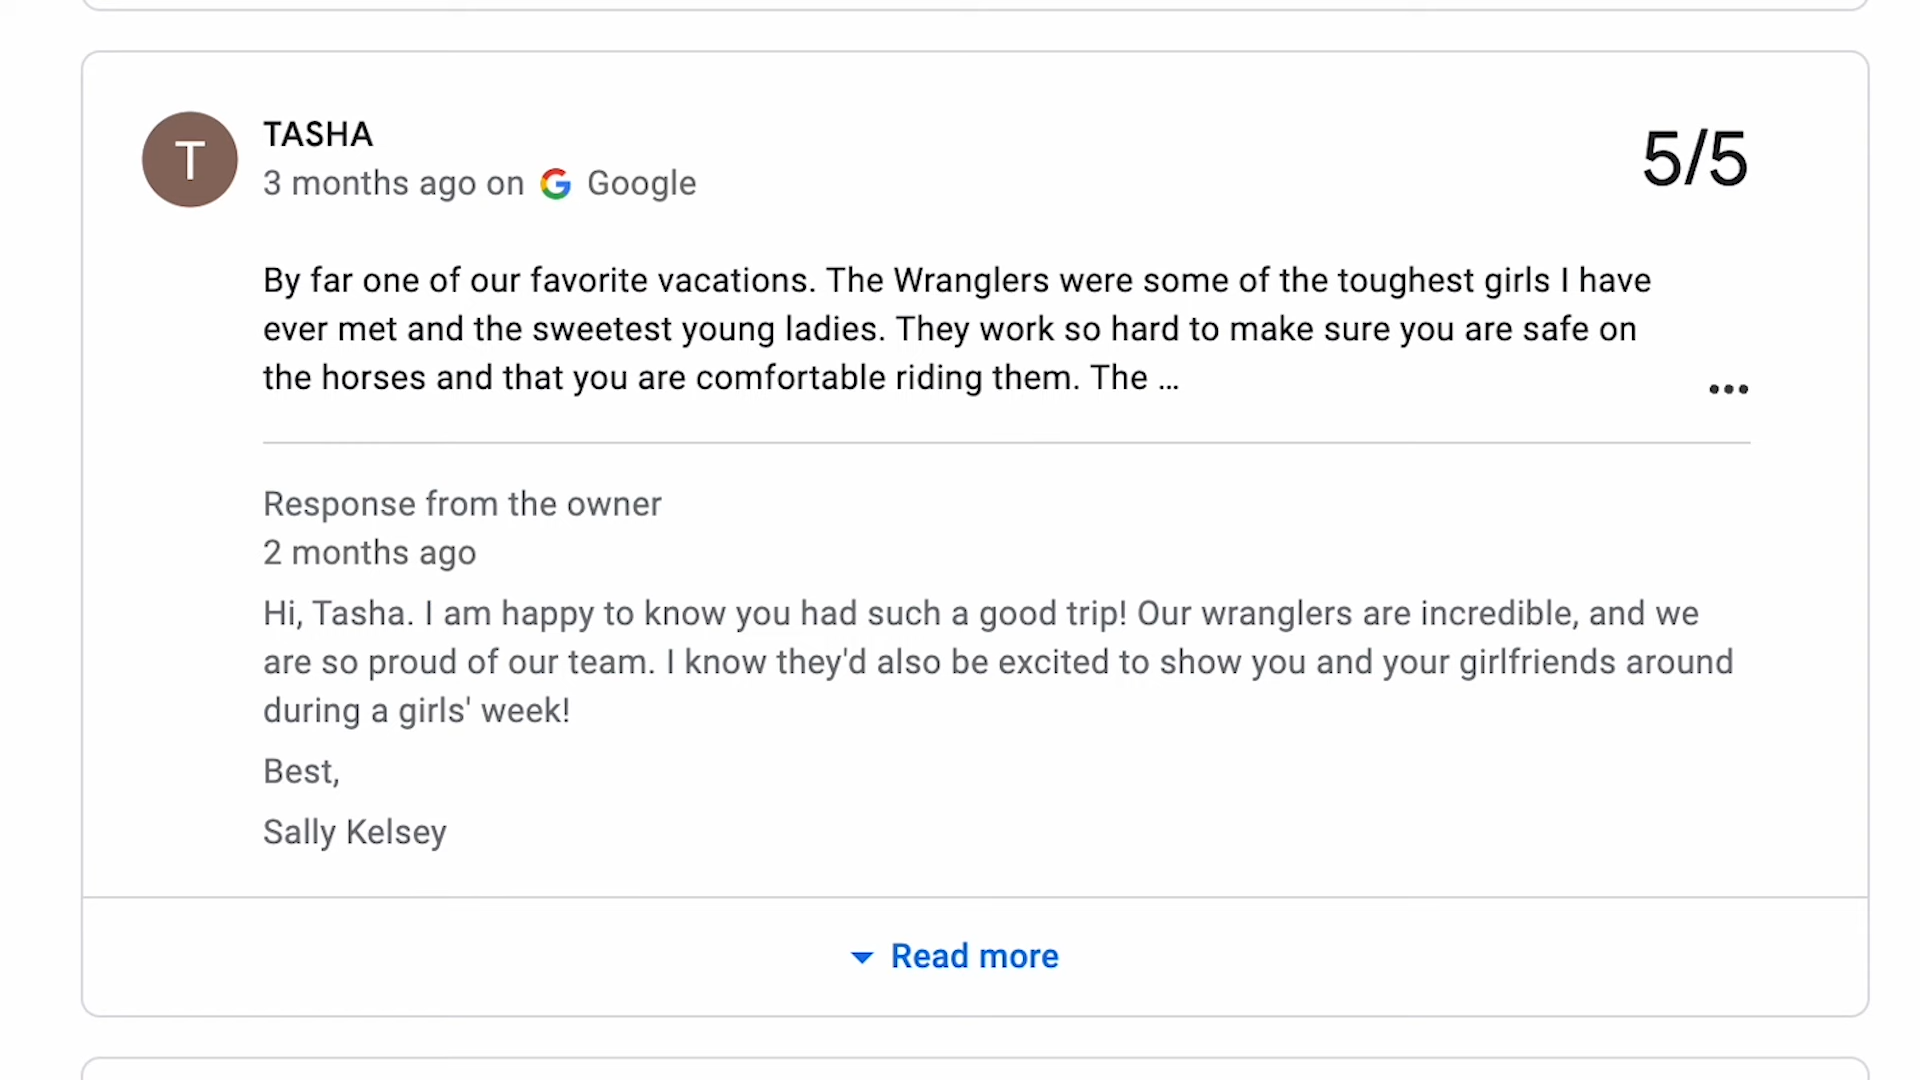 T
TASHA
3 months ago on Google
5/5
By far one of our favorite vacations. The Wranglers were some of the toughest girls I have
ever met and the sweetest young ladies. They work so hard to make sure you are safe on
the horses and that you are comfortable riding them. The ...
Response from the owner
2 months ago
Hi, Tasha. I am happy to know you had such a good trip! Our wranglers are incredible, and we
are so proud of our team. I know they'd also be excited to show you and your girlfriends around
during a girls' week!
Best,
Sally Kelsey
Read more